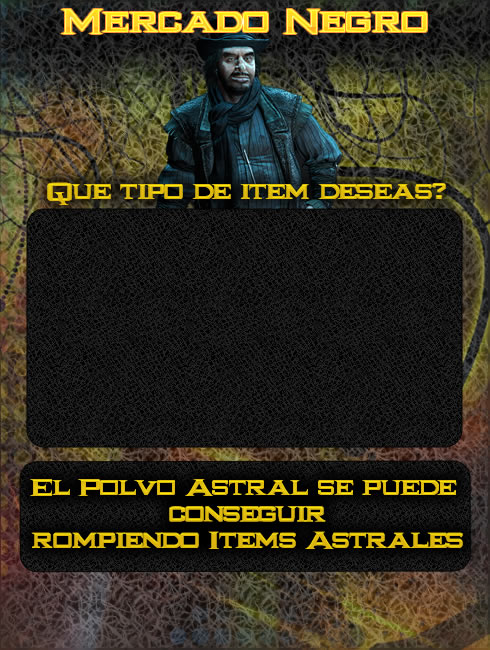 Mercado Negro
Que tipo de item deseas?
El Polvo Astral se puede
conseguir
rompiendo Items Astrales